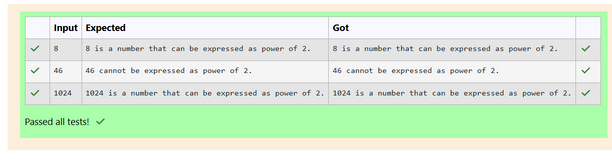 Input Expected Got
8 8 is a number that can be expressed as power of 2. 8 is a number that can be expressed as power of 2.
46 46 cannot be expressed as power of 2. 46 cannot be expressed as power of 2.
1024 1024 is a number that can be expressed as power of 2. 1024 is a number that can be expressed as power of 2.
Passed all tests!